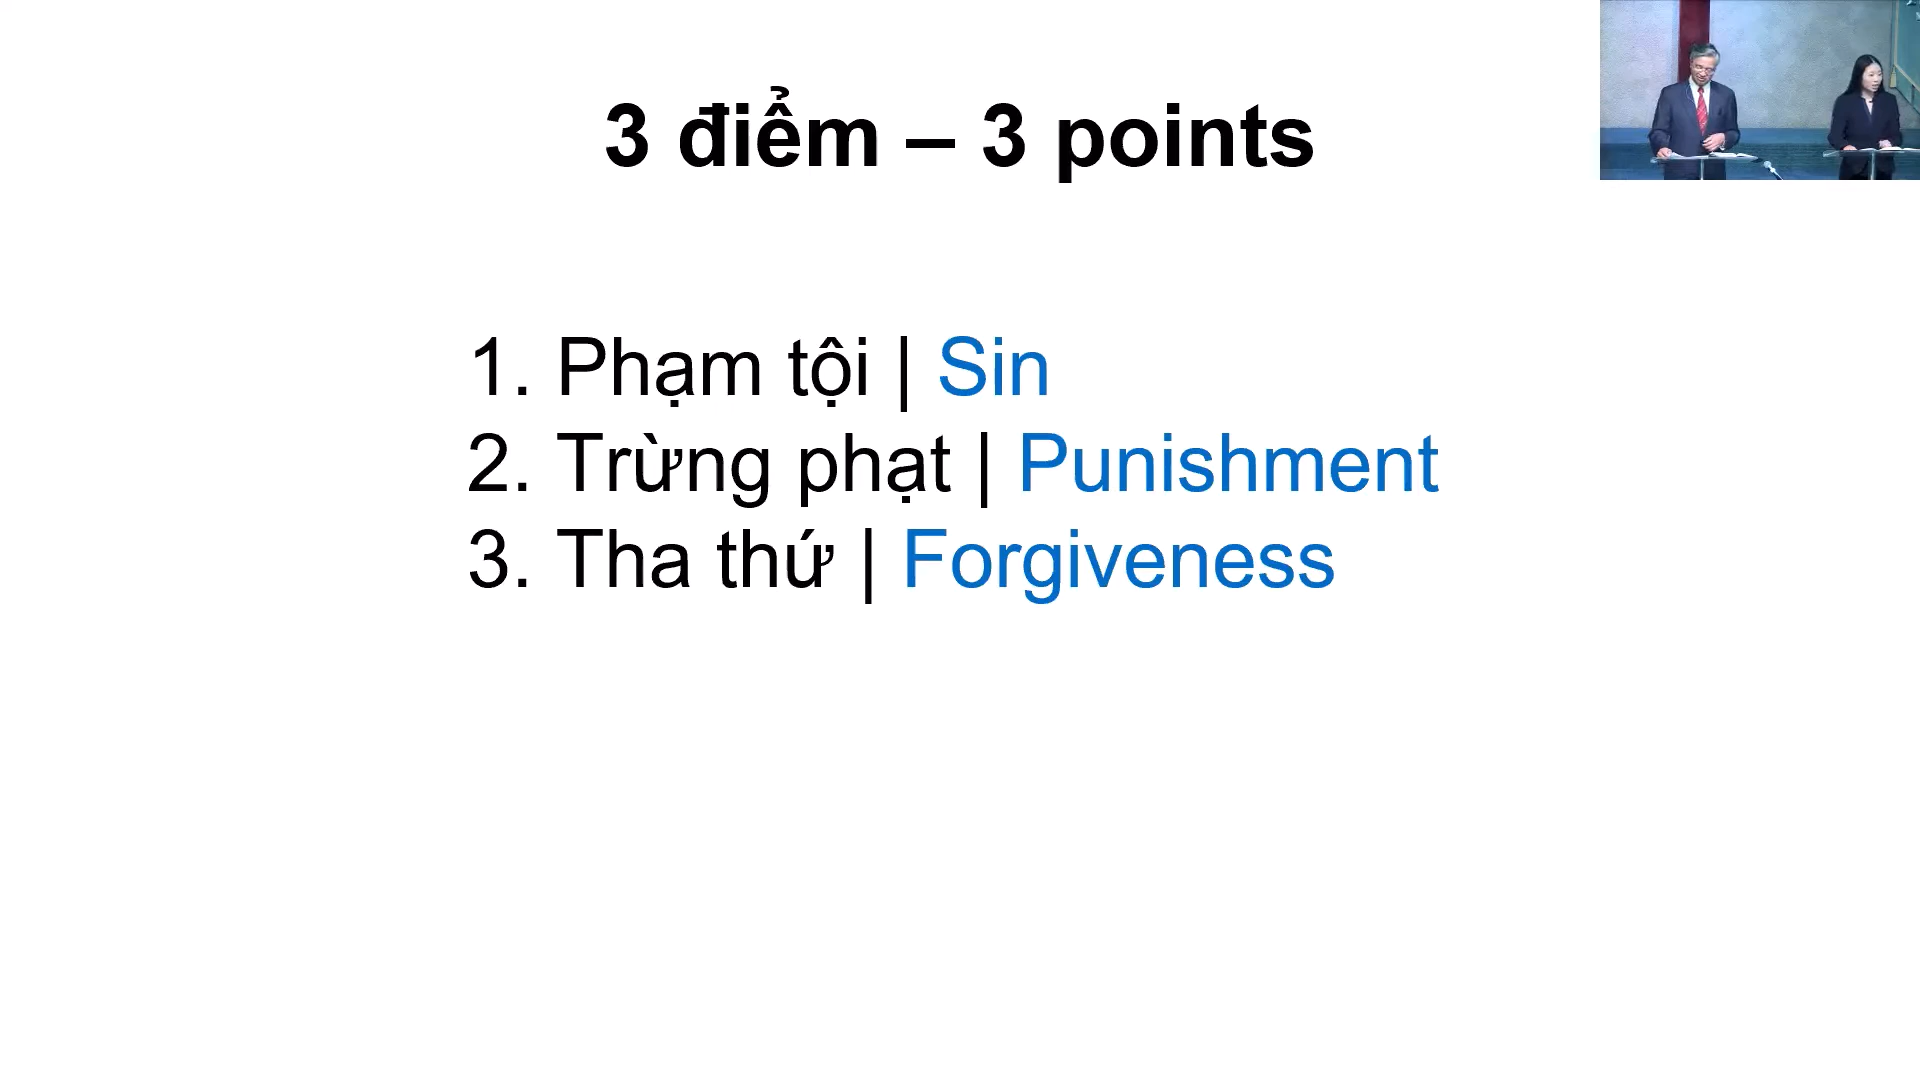 3 điểm – 3 points
1. Phạm tội | Sin
2. Trừng phạt | Punishment
3. Tha thứ | Forgiveness